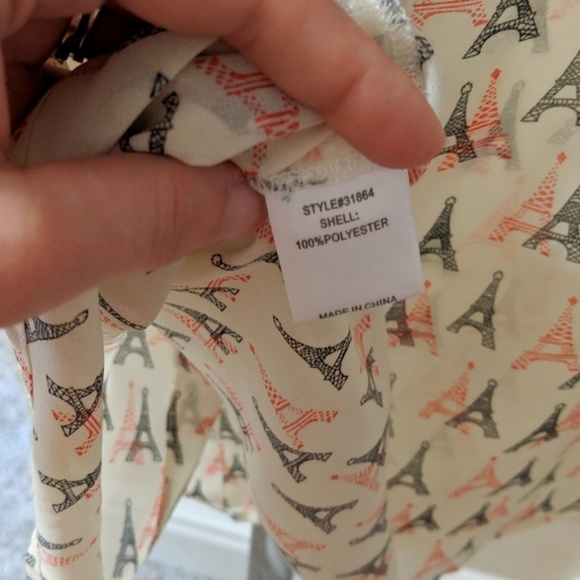 STYLE#31864
SHELL:
100%POLYESTER
MADE IN CHINA